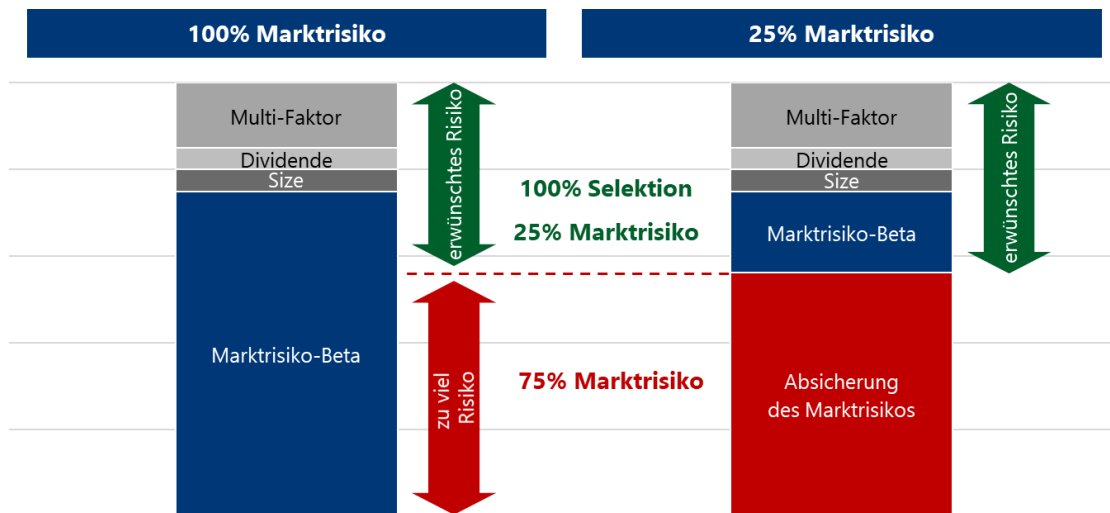 100% Marktrisiko
25% Marktrisiko
Multi-Faktor
Dividende
Size
Marktrisiko-Beta
erwünschtes Risiko
zu viel
Risiko
100% Selektion
25% Marktrisiko
75% Marktrisiko
Multi-Faktor
Dividende
Size
Marktrisiko-Beta
Absicherung
des Marktrisikos
erwünschtes Risiko